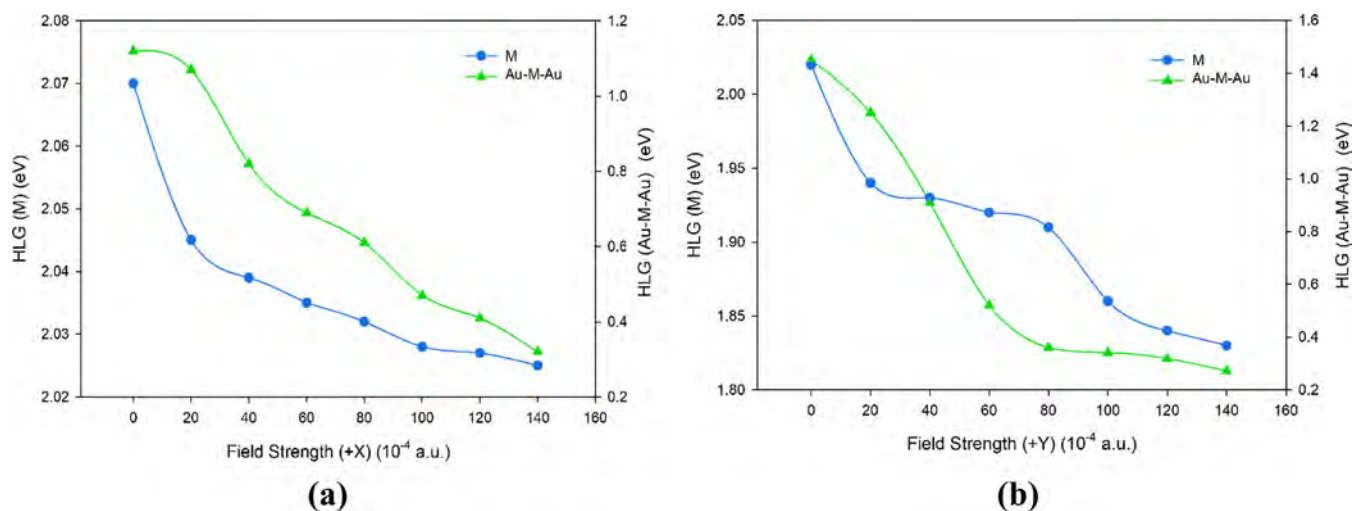 2.08
2.07
2.06
2.05
2.04
2.03
2.02
HLG (M) (eV)
1.2
1.0
0.8
0.6
0.4
0.2
HLG (Au-M-Au) (eV)
M
Au-M-Au
0 20 40 60 80 100 120 140 160
Field Strength (+X) (10⁻⁴ a.u.)
(a)
2.05
2.00
1.95
1.90
1.85
1.80
HLG (M) (eV)
1.6
1.4
1.2
1.0
0.8
0.6
0.4
0.2
HLG (Au-M-Au) (eV)
M
Au-M-Au
0 20 40 60 80 100 120 140 160
Field Strength (+Y) (10⁻⁴ a.u.)
(b)